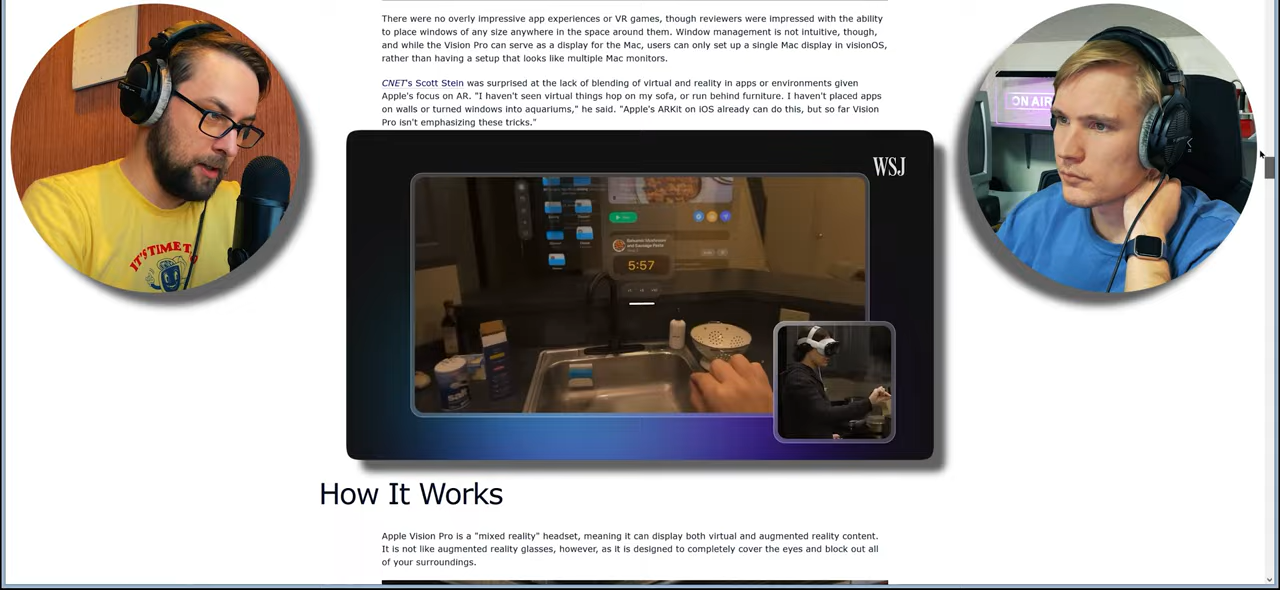 There were no overly impressive app experiences or VR games, though reviewers were impressed with the ability
to place windows of any size anywhere in the space around them. Window management is not intuitive, though,
and while the Vision Pro can serve as a display for the Mac, users can only set up a single Mac display in visionOS,
rather than having a setup that looks like multiple Mac monitors.
CNET's Scott Stein was surprised at the lack of blending of virtual and reality in apps or environments given
Apple's focus on AR. "I haven't seen virtual things hop on my sofa, or run behind furniture. I haven't placed apps
on walls or turned windows into aquariums," he said. "Apple's ARKit on iOS already can do this, but so far Vision
Pro isn't emphasizing these tricks."
ON AIR
WSJ
5:57
IT'S TIME T
How It Works
Apple Vision Pro is a "mixed reality" headset, meaning it can display both virtual and augmented reality content.
It is not like augmented reality glasses, however, as it is designed to completely cover the eyes and block out all
of your surroundings.